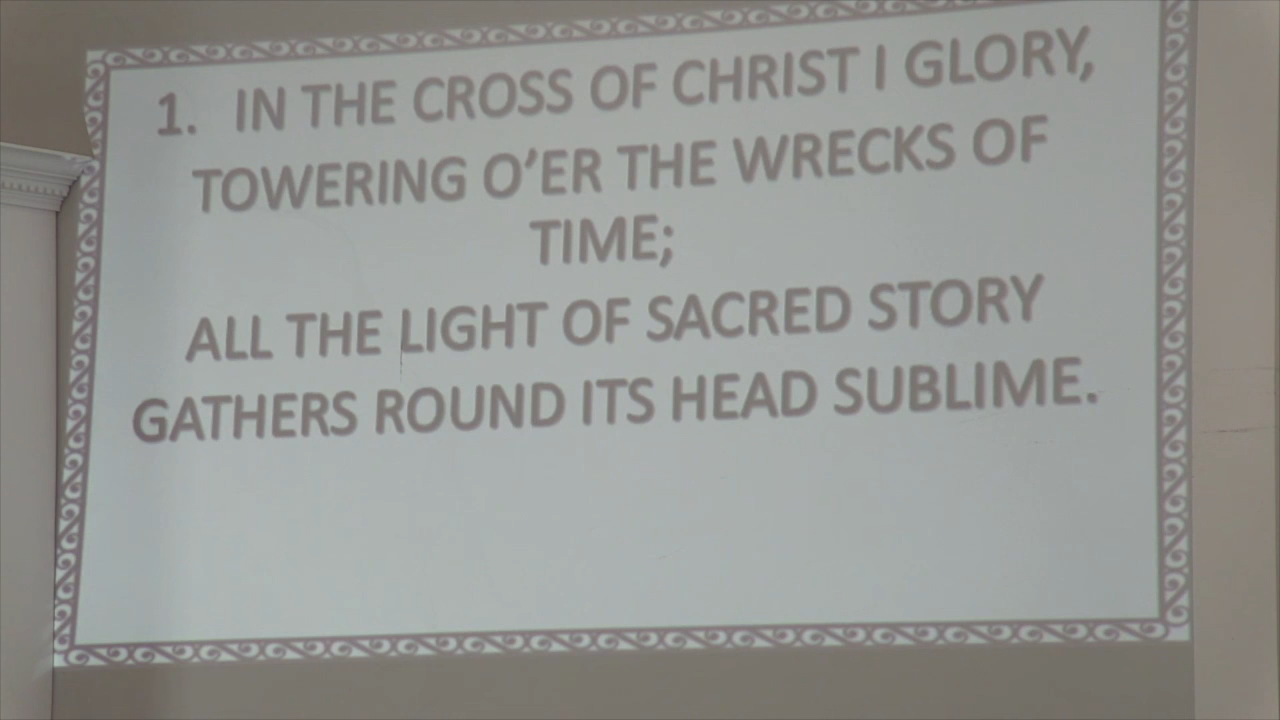 1. IN THE CROSS OF CHRIST I GLORY,
TOWERING O’ER THE WRECKS OF
TIME;
ALL THE LIGHT OF SACRED STORY
GATHERS ROUND ITS HEAD SUBLIME.